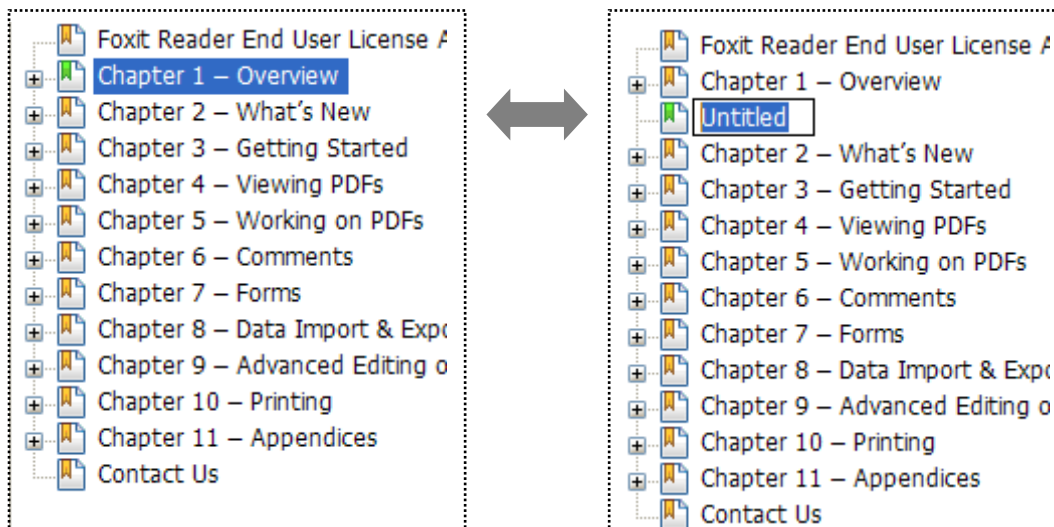 Foxit Reader End User License A
Chapter 1 – Overview
Chapter 2 – What's New
Chapter 3 – Getting Started
Chapter 4 – Viewing PDFs
Chapter 5 – Working on PDFs
Chapter 6 – Comments
Chapter 7 – Forms
Chapter 8 – Data Import & Expo
Chapter 9 – Advanced Editing o
Chapter 10 – Printing
Chapter 11 – Appendices
Contact Us
Foxit Reader End User License A
Chapter 1 – Overview
Untitled
Chapter 2 – What's New
Chapter 3 – Getting Started
Chapter 4 – Viewing PDFs
Chapter 5 – Working on PDFs
Chapter 6 – Comments
Chapter 7 – Forms
Chapter 8 – Data Import & Expo
Chapter 9 – Advanced Editing o
Chapter 10 – Printing
Chapter 11 – Appendices
Contact Us